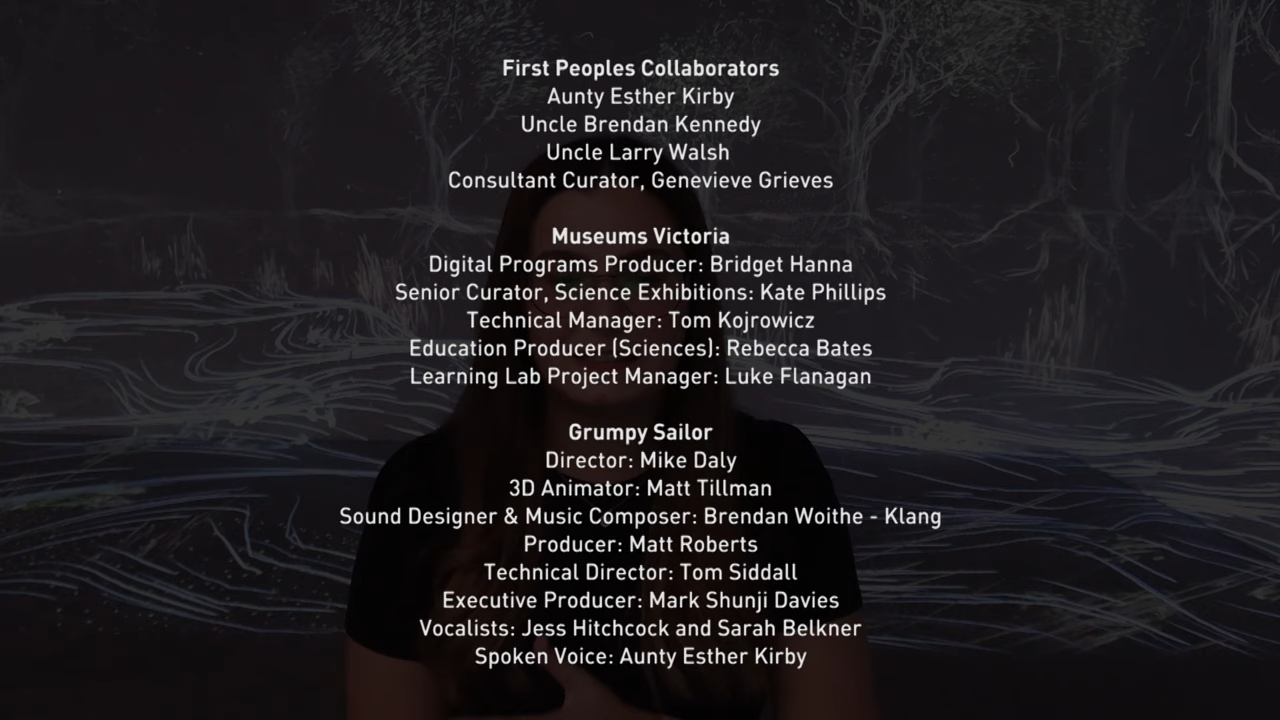 First Peoples Collaborators
Aunty Esther Kirby
Uncle Brendan Kennedy
Uncle Larry Walsh
Consultant Curator, Genevieve Grieves
Museums Victoria
Digital Programs Producer: Bridget Hanna
Senior Curator, Science Exhibitions: Kate Phillips
Technical Manager: Tom Kojrowicz
Education Producer (Sciences): Rebecca Bates
Learning Lab Project Manager: Luke Flanagan
Grumpy Sailor
Director: Mike Daly
3D Animator: Matt Tillman
Sound Designer & Music Composer: Brendan Woithe - Klang
Producer: Matt Roberts
Technical Director: Tom Siddall
Executive Producer: Mark Shunji Davies
Vocalists: Jess Hitchcock and Sarah Belkner
Spoken Voice: Aunty Esther Kirby